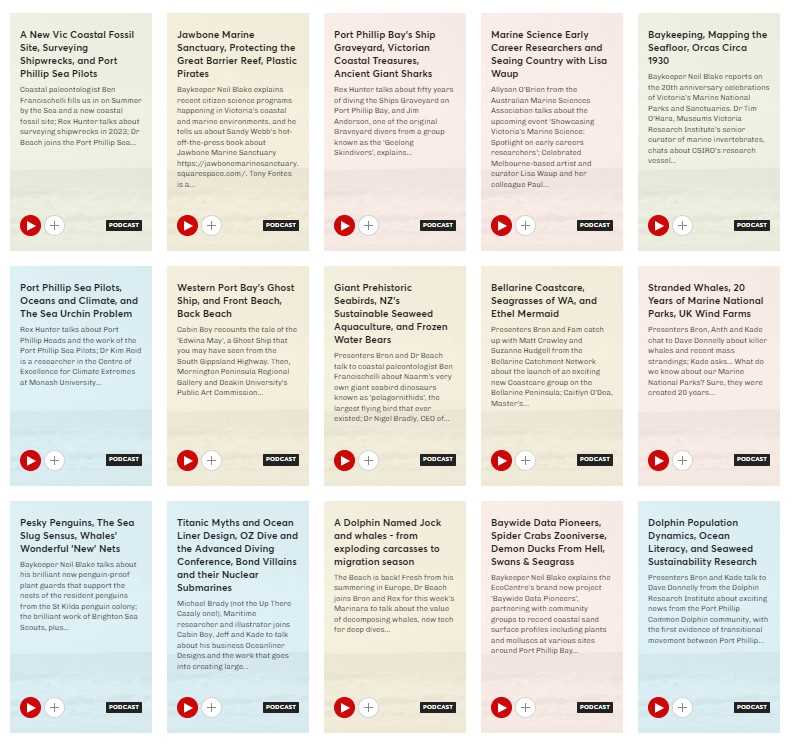 A New Vic Coastal Fossil
Site, Surveying
Shipwrecks, and Port
Phillip Sea Pilots
Coastal paleontologist Ben
Francischelli fills us in on Summer
by the Sea and a new coastal
fossil site; Rex Hunter talks about
surveying shipwrecks in 2023; Dr
Beach joins the Port Phillip Sea...
PODCAST
Jawbone Marine
Sanctuary, Protecting the
Great Barrier Reef, Plastic
Pirates
Baykeeper Neil Blake explains
recent citizen science programs
happening in Victoria's coastal
and marine environments, and he
tells us about Sandy Webb's hot-
off-the-press book about
Jawbone Marine Sanctuary
https://jawbonemarinesanctuary.
squarespace.com/. Tony Fontes
is a...
PODCAST
Port Phillip Bay's Ship
Graveyard, Victorian
Coastal Treasures,
Ancient Giant Sharks
Rex Hunter talks about fifty years
of diving the Ships Graveyard on
Port Phillip Bay, and Jim
Anderson, one of the original
Graveyard divers from a group
known as the 'Geelong
Skindivers', explains...
PODCAST
Marine Science Early
Career Researchers and
Seaing Country with Lisa
Waup
Allyson O'Brien from the
Australian Marine Sciences
Association talks about the
upcoming event 'Showcasing
Victoria's Marine Science:
Spotlight on early careers
researchers'; Celebrated
Melbourne-based artist and
curator Lisa Waup and her
colleague Paul...
PODCAST
Baykeeping, Mapping the
Seafloor, Orcas Circa
1930
Baykeeper Neil Blake reports on
the 20th anniversary celebrations
of Victoria's Marine National
Parks and Sanctuaries. Dr Tim
O'Hara, Museums Victoria
Research Institute's senior
curator of marine invertebrates,
chats about CSIRO's research
vessel...
PODCAST
Port Phillip Sea Pilots,
Oceans and Climate, and
The Sea Urchin Problem
Rex Hunter talks about Port
Phillip Heads and the work of the
Port Phillip Sea Pilots; Dr Kim Reid
is a researcher in the Centre of
Excellence for Climate Extremes
at Monash University...
PODCAST
Western Port Bay's Ghost
Ship, and Front Beach,
Back Beach
Cabin Boy recounts the tale of the
'Edwina May', a Ghost Ship that
you may have seen from the
South Gippsland Highway. Then,
Mornington Peninsula Regional
Gallery and Deakin University's
Public Art Commission...
PODCAST
Giant Prehistoric
Seabirds, NZ's
Sustainable Seaweed
Aquaculture, and Frozen
Water Bears
Presenters Bron and Dr Beach
talk to coastal paleontologist Ben
Francischelli about Naarm's very
own giant seabird dinosaurs
known as 'pelagornithids', the
largest flying bird that ever
existed; Dr Nigel Bradly, CEO of...
PODCAST
Bellarine Coastcare,
Seagrasses of WA, and
Ethel Mermaid
Presenters Bron and Fam catch
up with Matt Crawley and
Suzanne Hudgell from the
Bellarine Catchment Network
about the launch of an exciting
new Coastcare group on the
Bellarine Peninsula; Caitlyn O'Dea,
Master's...
PODCAST
Stranded Whales, 20
Years of Marine National
Parks, UK Wind Farms
Presenters Bron, Anth and Kade
chat to Dave Donnelly about killer
whales and recent mass
strandings; Kade asks... What do
we know about our Marine
National Parks? Sure, they were
created 20 years...
PODCAST
Pesky Penguins, The Sea
Slug Sensus, Whales'
Wonderful 'New' Nets
Baykeeper Neil Blake talks about
his brilliant new penguin-proof
plant guards that support the
nests of the resident penguins
from the St Kilda penguin colony;
the brilliant work of Brighton Sea
Scouts, plus...
PODCAST
Titanic Myths and Ocean
Liner Design, OZ Dive and
the Advanced Diving
Conference, Bond Villains
and their Nuclear
Submarines
Michael Brady (not the Up There
Cazaly one!), Maritime
researcher and illustrator joins
Cabin Boy, Jeff and Kade to talk
about his business Oceanliner
Designs and the work that goes
into creating large...
PODCAST
A Dolphin Named Jock
and whales - from
exploding carcasses to
migration season
The Beach is back! Fresh from his
summering in Europe, Dr Beach
joins Bron and Rex for this week's
Marinara to talk about the value
of decomposing whales, new tech
for deep dives...
PODCAST
Baywide Data Pioneers,
Spider Crabs Zooniverse,
Demon Ducks From Hell,
Swans & Seagrass
Baykeeper Neil Blake explains the
EcoCentre's brand new project
'Baywide Data Pioneers',
partnering with community
groups to record coastal sand
surface profiles including plants
and molluscs at various sites
around Port Phillip Bay...
PODCAST
Dolphin Population
Dynamics, Ocean
Literacy, and Seaweed
Sustainability Research
Presenters Bron and Kade talk to
Dave Donnelly from the Dolphin
Research Institute about exciting
news from the Port Phillip
Common Dolphin community, with
the first evidence of transitional
movement between Port Phillip...
PODCAST